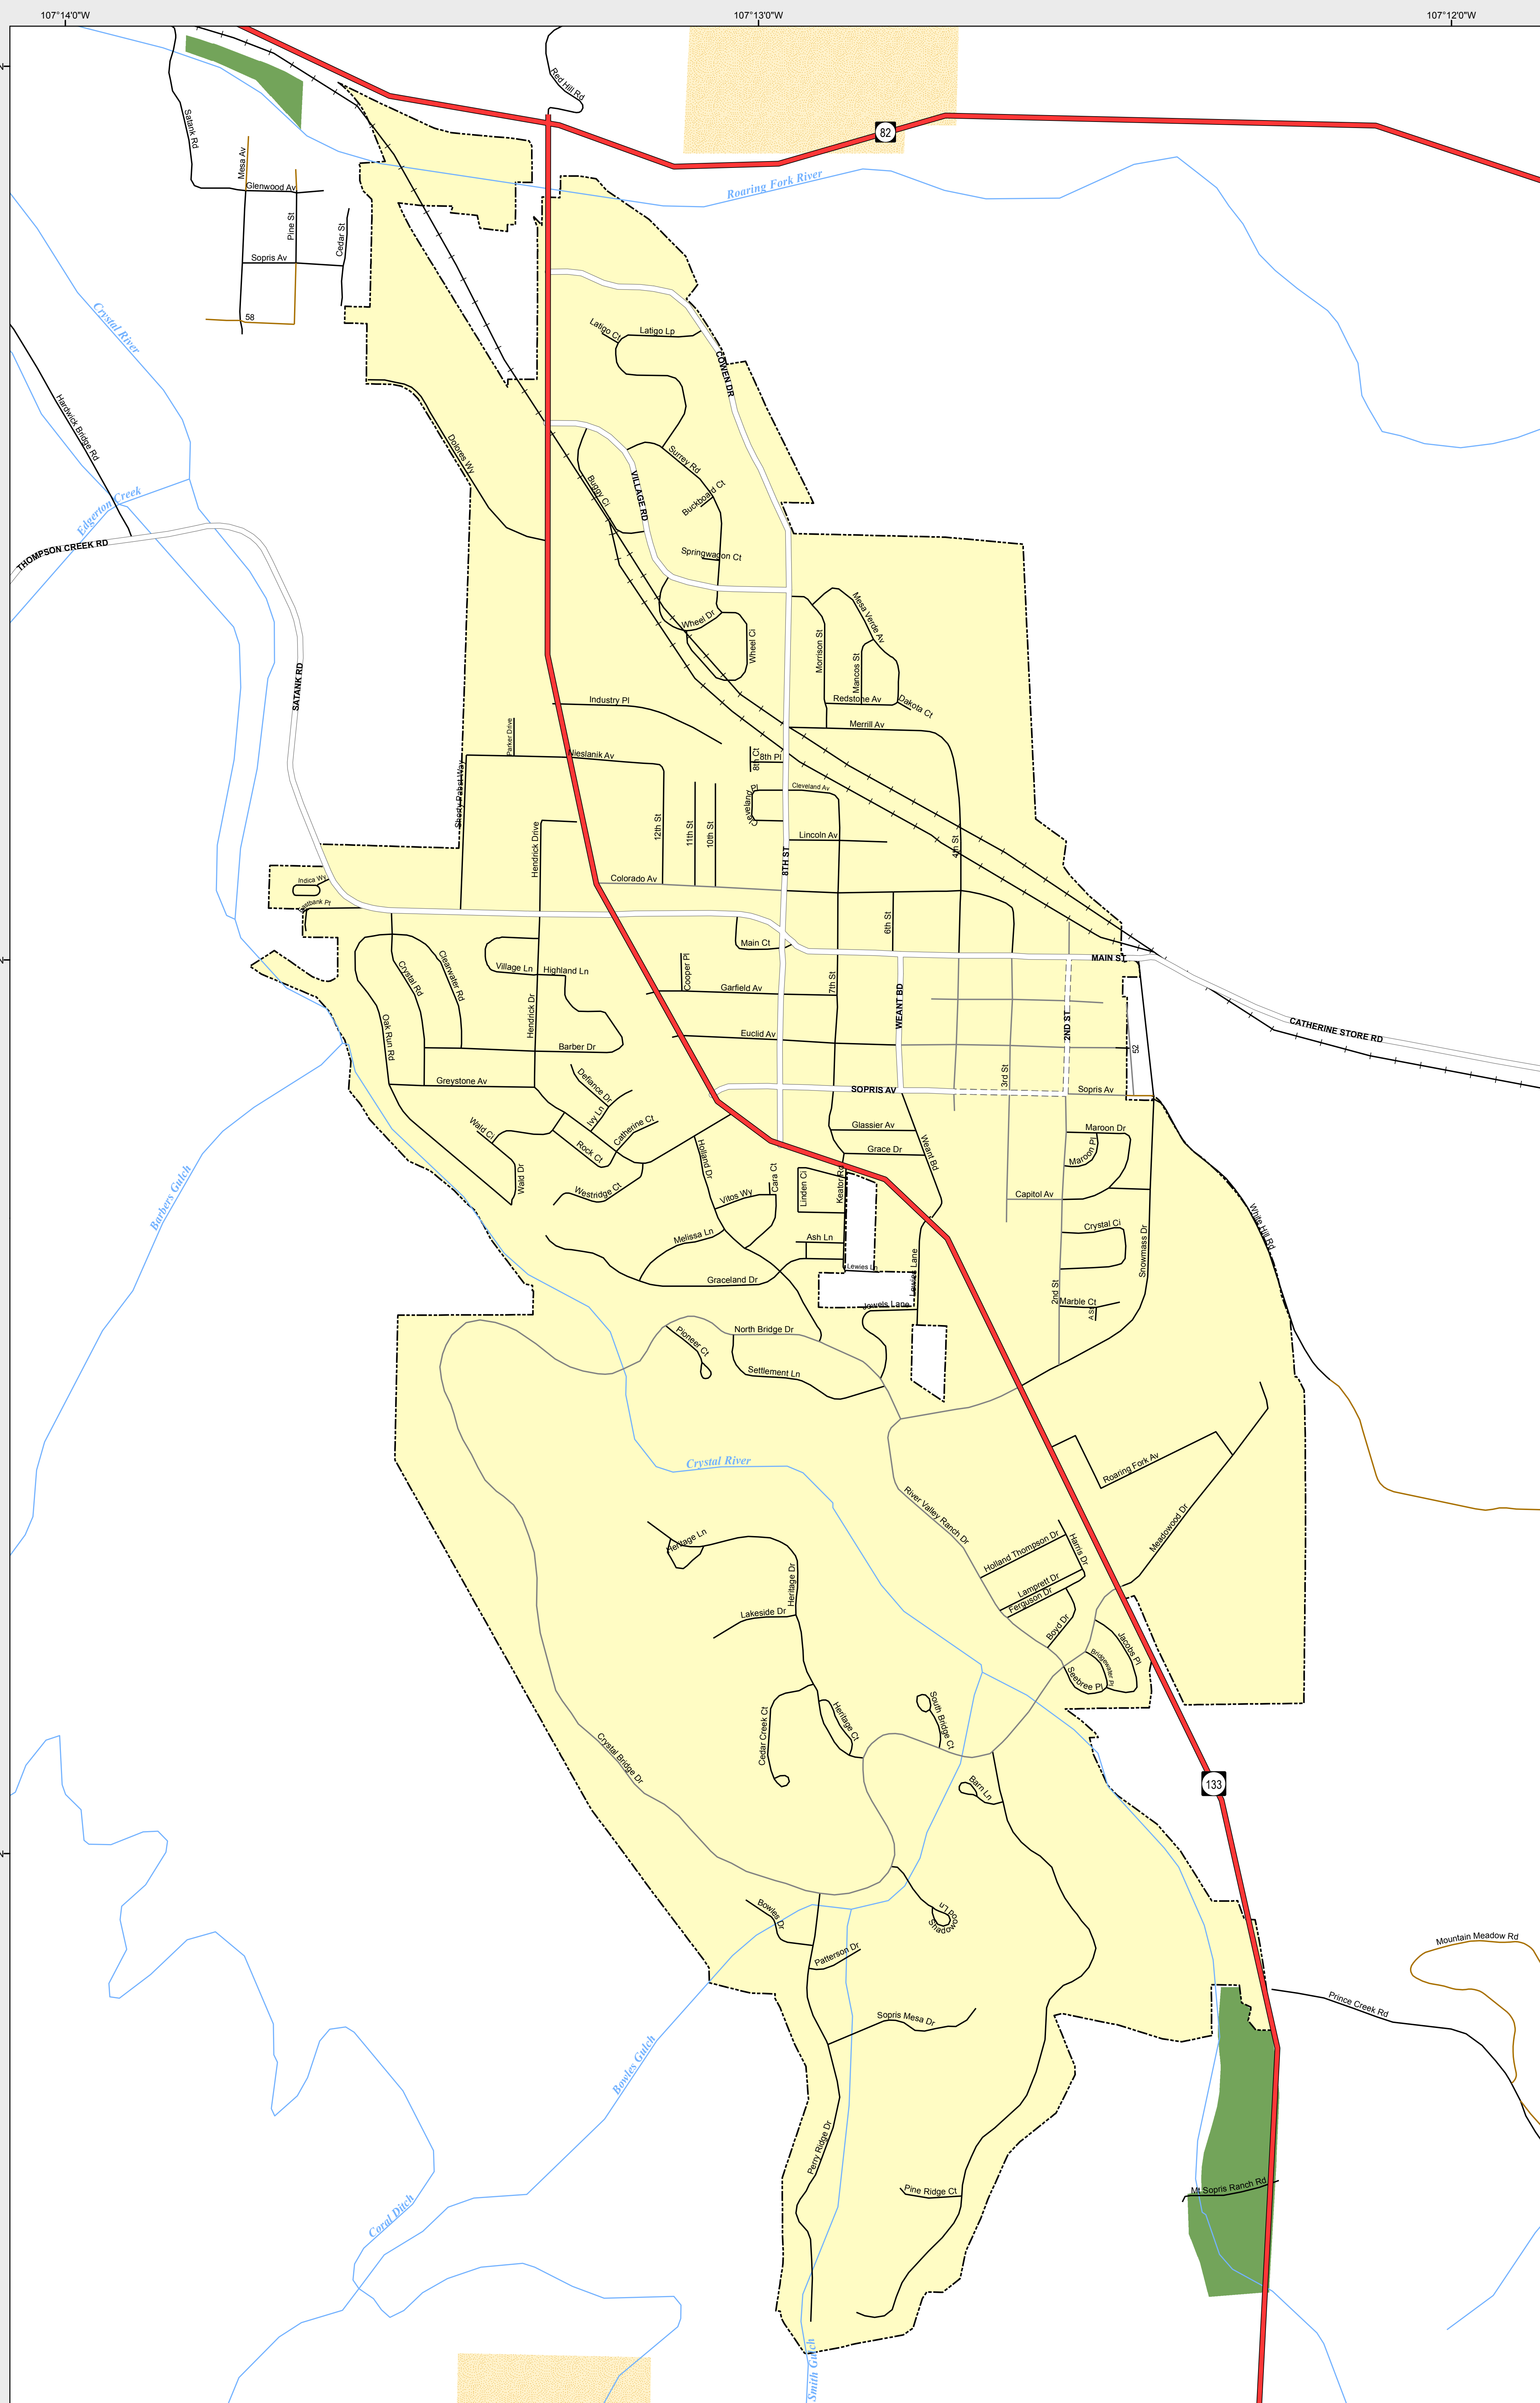 107°14'0"W
107°13'0"W
107°12'0"W
Red Hill Rd
Satank Rd
82
Mesa Av
Glenwood Av
Roaring Fork River
Pine St
Cedar St
Sopris Av
58
Crystal River
Latigo Ct
Latigo Lp
COWEN DR
Hardwick Bridge Rd
Dolores Wy
Surrey Rd
Buggy Ci
VILLAGE RD
Buckboard Ct
Edgerton Creek
THOMPSON CREEK RD
Springwagon Ct
Wheel Dr
Wheel Ci
Morrison St
Mesa Verde Av
Mancos St
SATANK RD
Industry Pl
Redstone Av
Dakota Ct
Merrill Av
Parker Drive
Nieslanik Av
8th Ct
8th Pl
Shorty Pabst Way
Cleveland Pl
Cleveland Av
12th St
11th St
10th St
Hendrick Drive
Lincoln Av
4th St
8TH ST
Indica Wy
Colorado Av
6th St
Main Ct
MAIN ST
Crystal Rd
Clearwater Rd
Village Ln
Highland Ln
Cooper Pl
Garfield Av
7th St
WEANT BD
2ND ST
Oak Run Rd
Hendrick Dr
Euclid Av
CATHERINE STORE RD
Barber Dr
52
Greystone Av
Defiance Dr
3rd St
SOPRIS AV
Sopris Av
Ivy Ln
Wald Ct
Catherine Ct
Rock Ct
Glassier Av
Maroon Dr
Grace Dr
Weant Bd
Maroon Pl
Holland Dr
Wald Dr
Westridge Ct
Vitos Wy
Cara Ct
Linden Ci
Keator Rd
Capitol Av
Barbers Gulch
White Hill Rd
Melissa Ln
Ash Ln
Crystal Ci
Snowmass Dr
Graceland Dr
Lewies Ln
Lewies Lane
2nd St
Marble Ct
Jewels Lane
North Bridge Dr
Pioneer Ct
Settlement Ln
Crystal River
Roaring Fork Av
River Valley Ranch Dr
Meadowood Dr
Heritage Ln
Holland Thompson Dr
Harris Dr
Heritage Dr
Lamprett Dr
Ferguson Dr
Lakeside Dr
Boyd Dr
Jacobs Pl
Bridgewater Pl
Seebree Pl
Cedar Creek Ct
Heritage Ct
South Bridge Ct
Crystal Bridge Dr
Barn Ln
133
Bowles Dr
Shadowood Ln
Patterson Dr
Mountain Meadow Rd
Prince Creek Rd
Sopris Mesa Dr
Bowles Gulch
Perry Ridge Dr
Pine Ridge Ct
Mt Sopris Ranch Rd
Coral Ditch
Smith Gulch